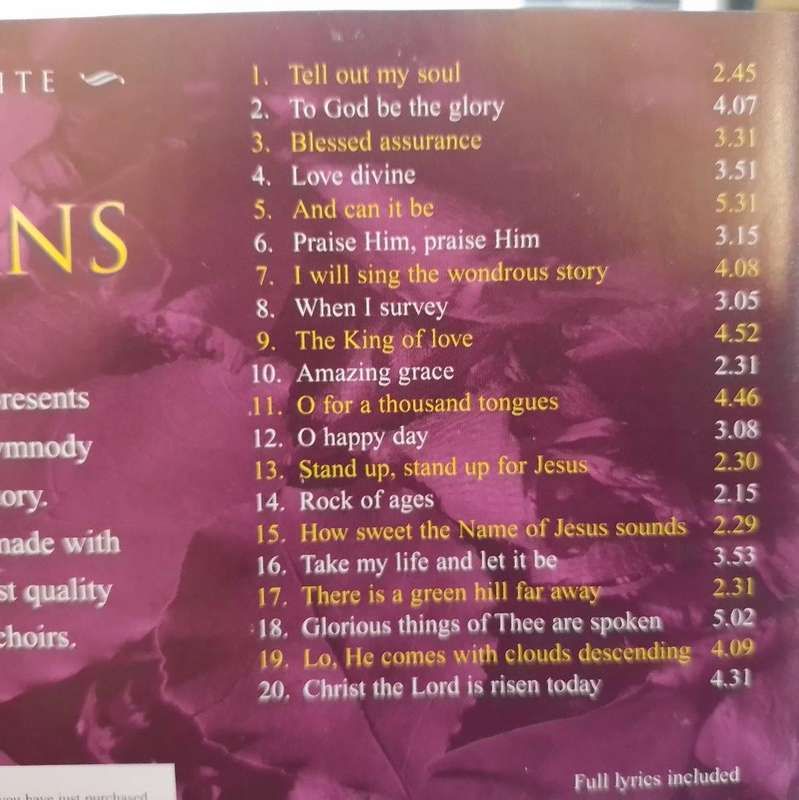 ITE
NS
resents
ymnody
ory.
made with
st quality
choirs.
you have just purchased
1. Tell out my soul 2.45
2. To God be the glory 4.07
3. Blessed assurance 3.31
4. Love divine 3.51
5. And can it be 5.31
6. Praise Him, praise Him 3.15
7. I will sing the wondrous story 4.08
8. When I survey 3.05
9. The King of love 4.52
10. Amazing grace 2.31
11. O for a thousand tongues 4.46
12. O happy day 3.08
13. Stand up, stand up for Jesus 2.30
14. Rock of ages 2.15
15. How sweet the Name of Jesus sounds 2.29
16. Take my life and let it be 3.53
17. There is a green hill far away 2.31
18. Glorious things of Thee are spoken 5.02
19. Lo, He comes with clouds descending 4.09
20. Christ the Lord is risen today 4.31
Full lyrics included